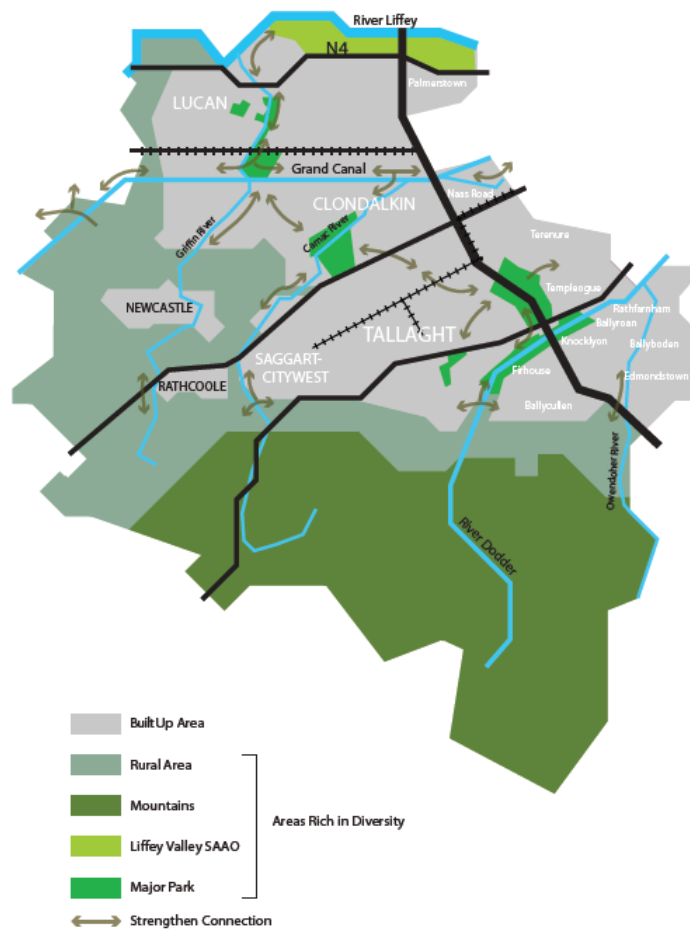 River Liffey
N4
Palmerstown
LUCAN
Grand Canal
Naas Road
CLONDALKIN
Griffin River
Camac River
Terenure
Templeogue
NEWCASTLE
Rathfarnham
Ballyroan
TALLAGHT
Knocklyon
Ballyboden
SAGGART-
CITYWEST
Firhouse
Edmondstown
RATHCOOLE
Ballycullen
Owendoher River
River Dodder
Built Up Area
Rural Area
Mountains
Areas Rich in Diversity
Liffey Valley SAAO
Major Park
Strengthen Connection